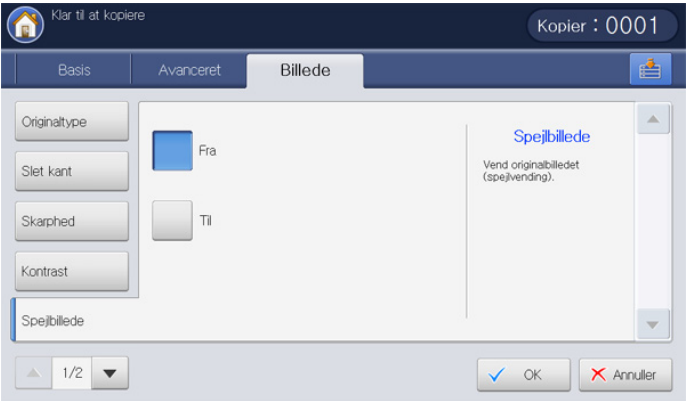 Klar til at kopiere
Kopier : 0001
Basis
Avanceret
Billede
Originaltype
Slet kant
Skarphed
Kontrast
Spejlbillede
Fra
Til
Spejlbillede
Vend originalbilledet
(spejlvending).
1/2
OK
Annuller